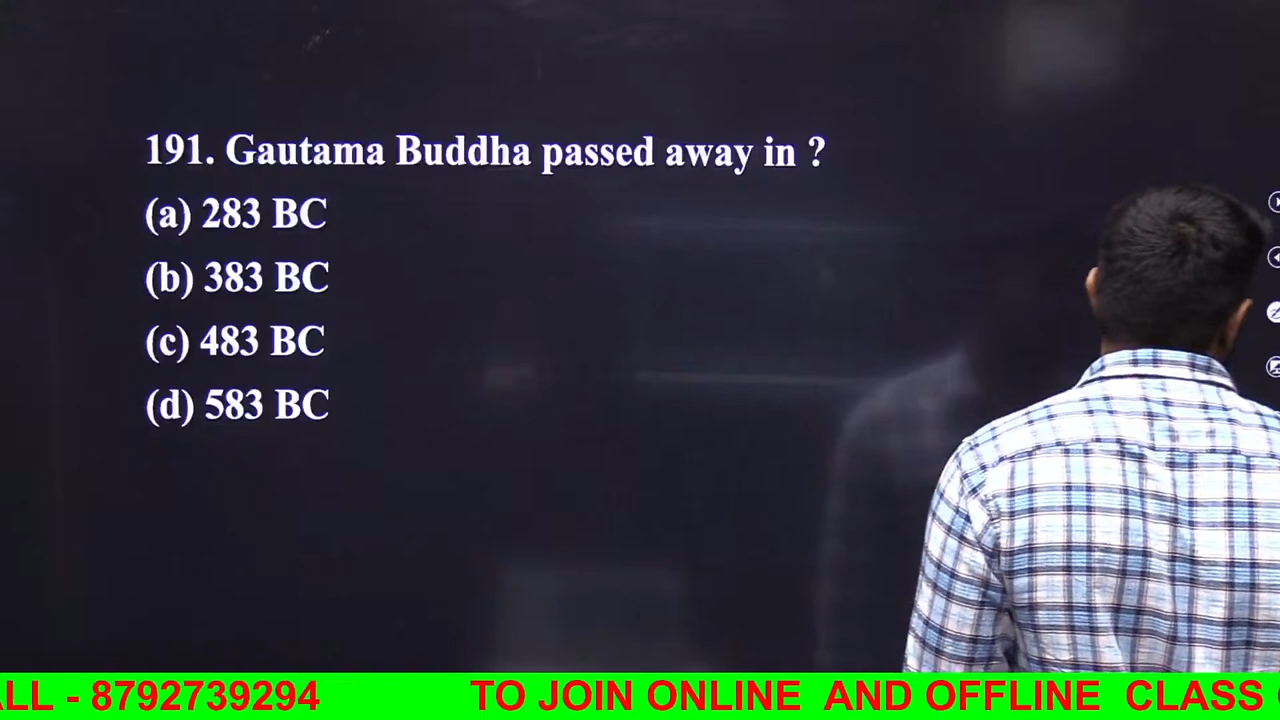 191. Gautama Buddha passed away in ?
(a) 283 BC
(b) 383 BC
(c) 483 BC
(d) 583 BC
ALL - 8792739294 TO JOIN ONLINE AND OFFLINE CLASS